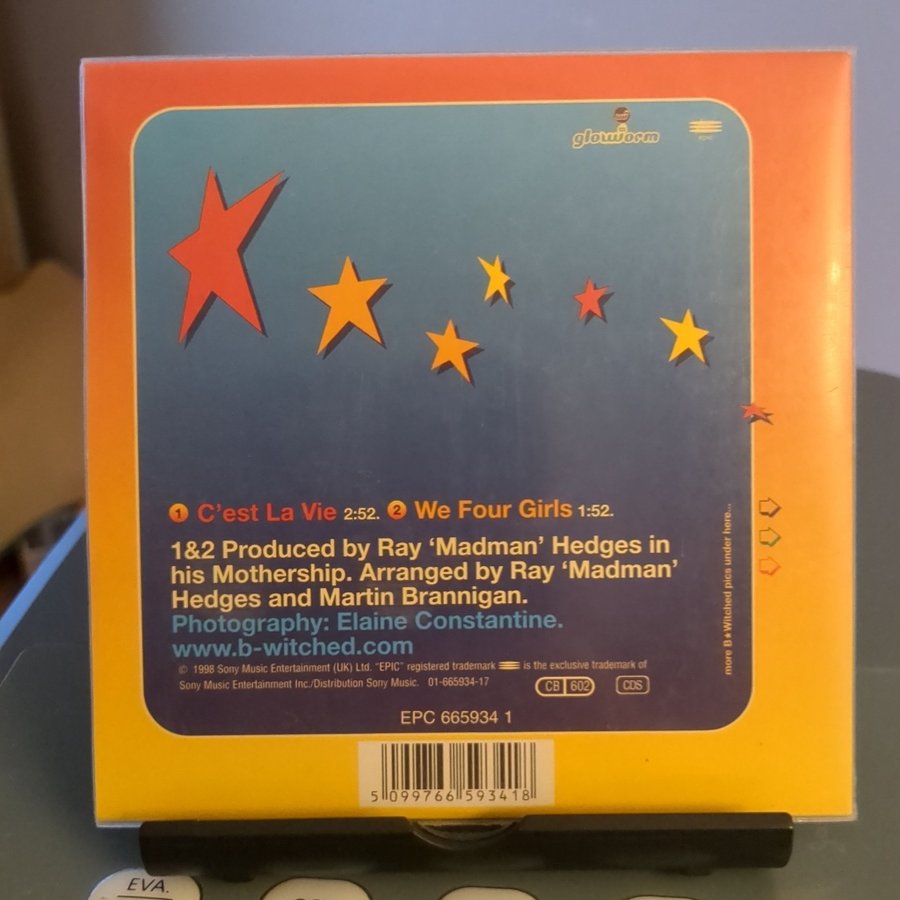 glowworm
1 C'est La Vie 2:52. 2 We Four Girls 1:52.
1&2 Produced by Ray 'Madman' Hedges in
his Mothership. Arranged by Ray 'Madman'
Hedges and Martin Brannigan.
Photography: Elaine Constantine.
www.b-witched.com
© 1998 Sony Music Entertainment (UK) Ltd. "EPIC" registered trademark is the exclusive trademark of
Sony Music Entertainment Inc./Distribution Sony Music. 01-665934-17
CB 602 CDS
EPC 665934 1
more B★Witched pics under here...
5 099766 593418
EVA.